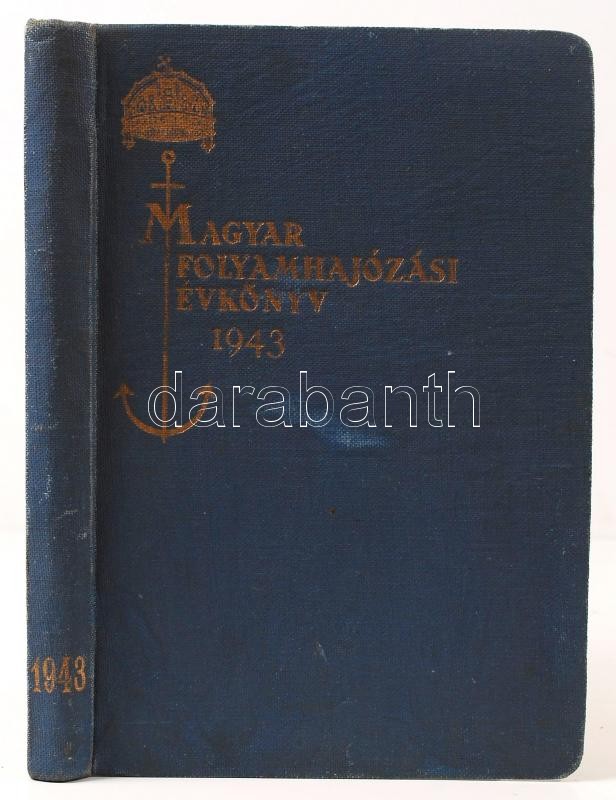 MAGYAR
FOLYAMHAJÓZÁSI
ÉVKÖNYV
1943
darabanth
1943